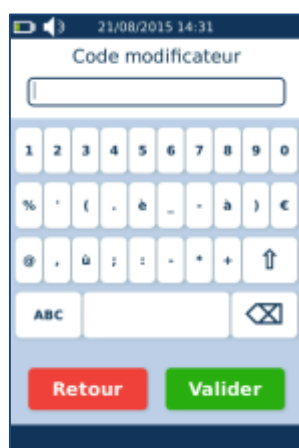 21/08/2015 14:31
Code modificateur
1 2 3 4 5 6 7 8 9 0
% ' ( . è _ - à ) €
@ , ù ; : - * +
ABC
Retour Valider